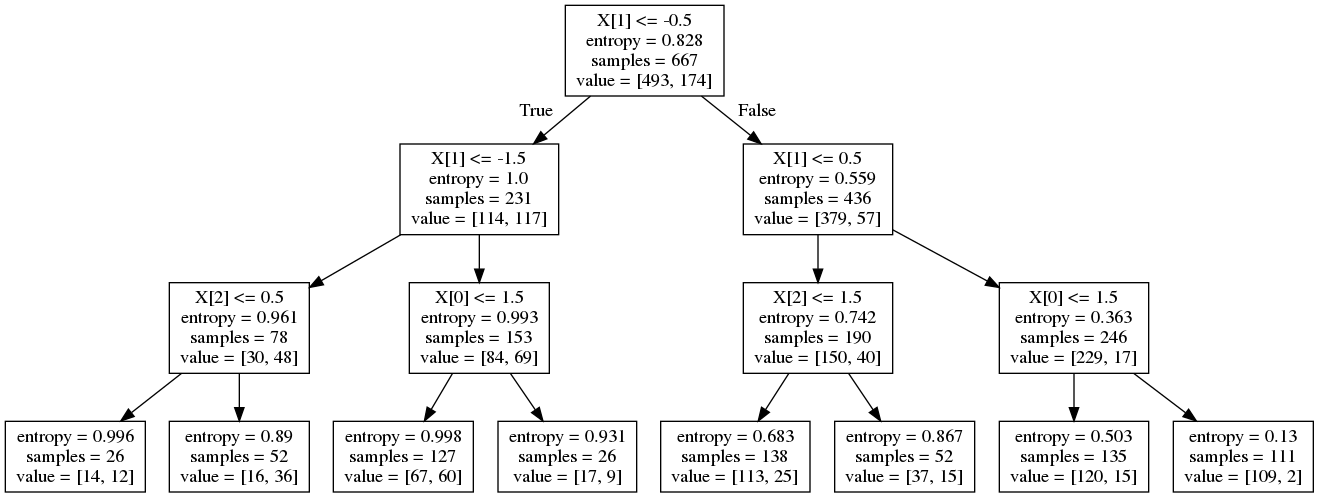 X[1] <= -0.5
entropy = 0.828
samples = 667
value = [493, 174]
True
False
X[1] <= -1.5
entropy = 1.0
samples = 231
value = [114, 117]
X[1] <= 0.5
entropy = 0.559
samples = 436
value = [379, 57]
X[2] <= 0.5
entropy = 0.961
samples = 78
value = [30, 48]
X[0] <= 1.5
entropy = 0.993
samples = 153
value = [84, 69]
X[2] <= 1.5
entropy = 0.742
samples = 190
value = [150, 40]
X[0] <= 1.5
entropy = 0.363
samples = 246
value = [229, 17]
entropy = 0.996
samples = 26
value = [14, 12]
entropy = 0.89
samples = 52
value = [16, 36]
entropy = 0.998
samples = 127
value = [67, 60]
entropy = 0.931
samples = 26
value = [17, 9]
entropy = 0.683
samples = 138
value = [113, 25]
entropy = 0.867
samples = 52
value = [37, 15]
entropy = 0.503
samples = 135
value = [120, 15]
entropy = 0.13
samples = 111
value = [109, 2]